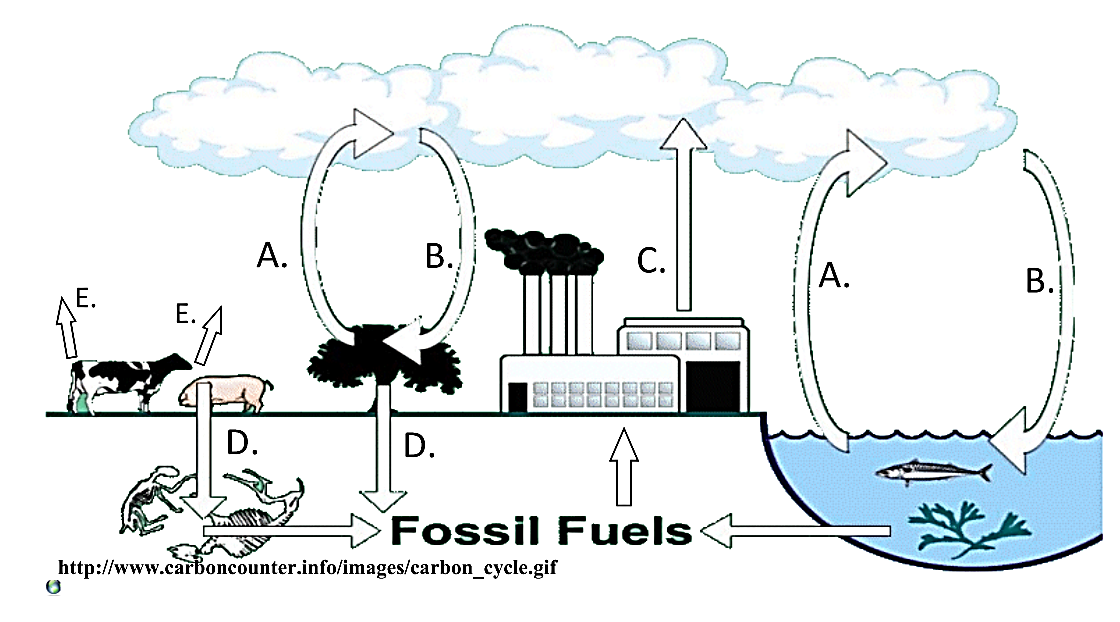 A.
B.
C.
A.
B.
E.
E.
D.
D.
Fossil Fuels
http://www.carboncounter.info/images/carbon_cycle.gif